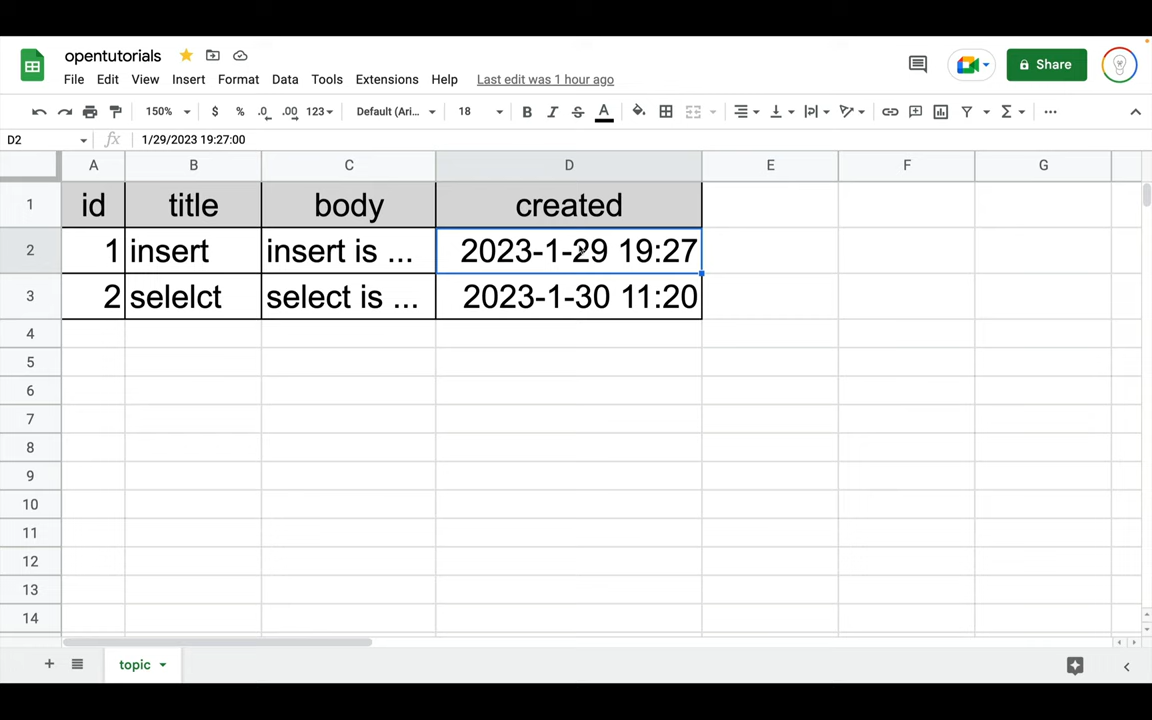 opentutorials
File Edit View Insert Format Data Tools Extensions Help Last edit was 1 hour ago
Share
150% $ % .0 .00 123 Default (Ari... 18 B I S A Σ ...
D2 fx 1/29/2023 19:27:00
A B C D E F G
1 id title body created
2 1 insert insert is ... 2023-1-29 19:27
3 2 selelct select is ... 2023-1-30 11:20
4
5
6
7
8
9
10
11
12
13
14
topic